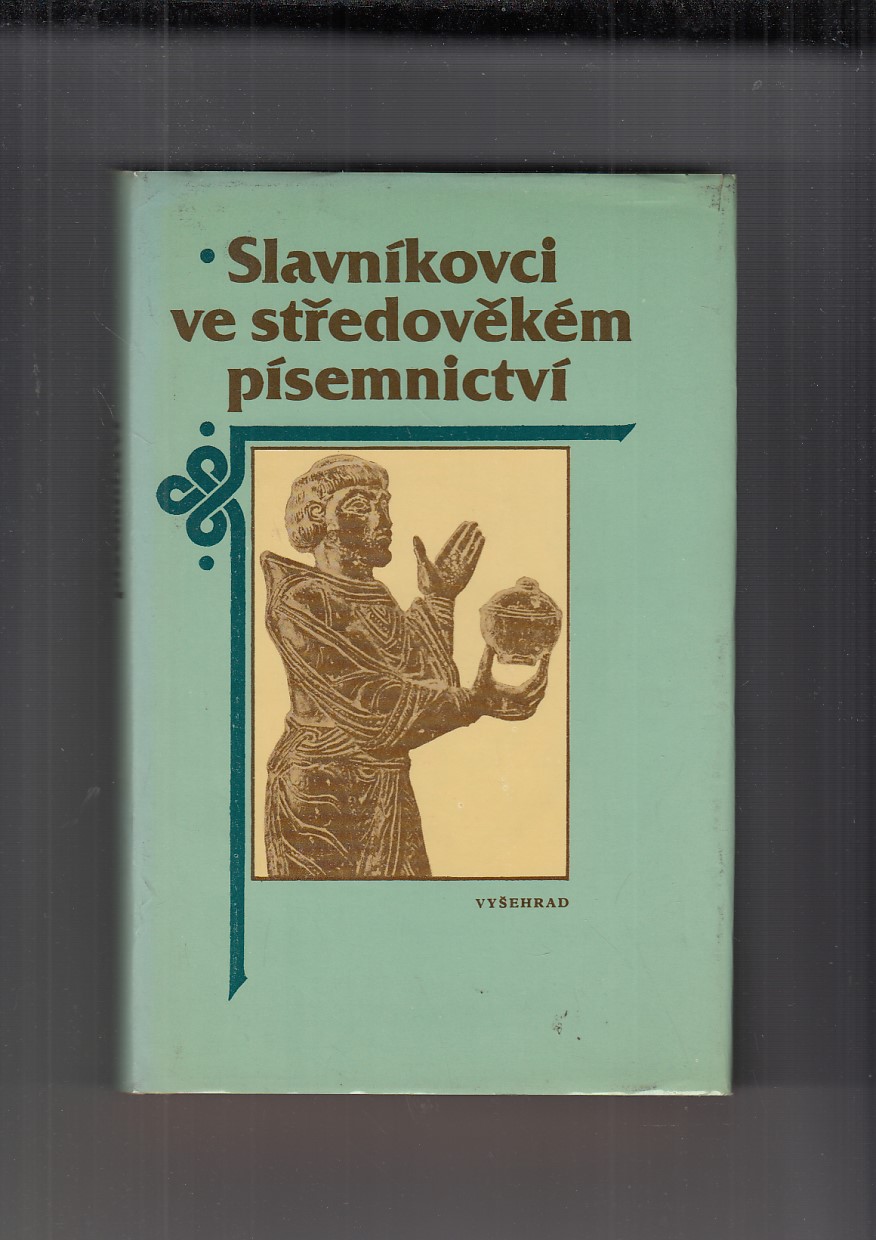 Slavníkovci
ve středověkém
písemnictví
VYŠEHRAD